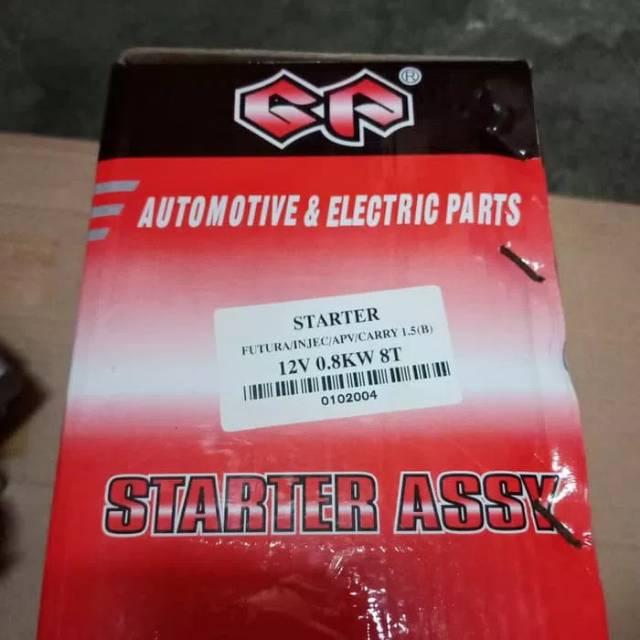 GP®
AUTOMOTIVE & ELECTRIC PARTS
STARTER
FUTURA/INJEC/APV/CARRY 1.5(B)
12V 0.8KW 8T
0102004
STARTER ASSY